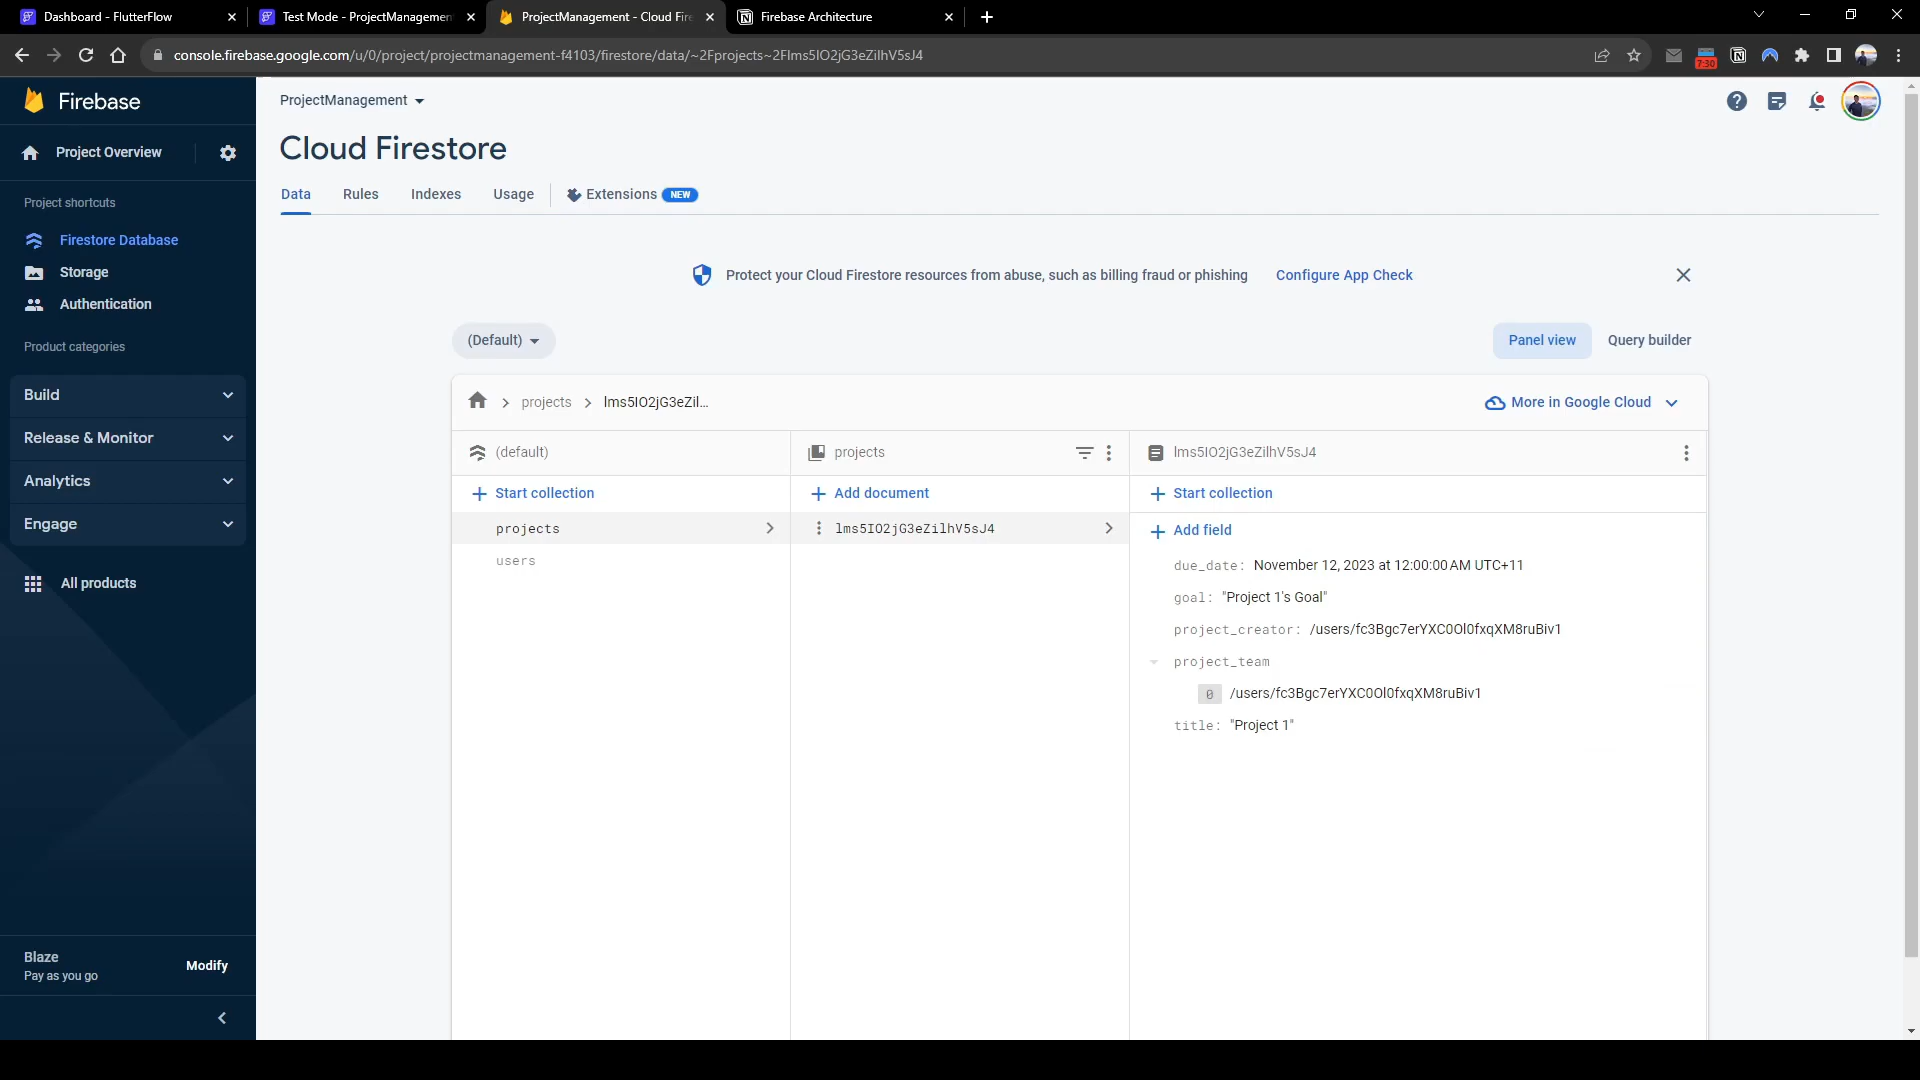 Dashboard - FlutterFlow
Test Mode - ProjectManagement
ProjectManagement - Cloud Fire
Firebase Architecture
console.firebase.google.com/u/0/project/projectmanagement-f4103/firestore/data/~2Fprojects~2Flms5IO2jG3eZilhV5sJ4
7:30
Firebase
Project Overview
Project shortcuts
Firestore Database
Storage
Authentication
Product categories
Build
Release & Monitor
Analytics
Engage
All products
Blaze
Pay as you go
Modify
ProjectManagement
Cloud Firestore
Data
Rules
Indexes
Usage
Extensions NEW
Protect your Cloud Firestore resources from abuse, such as billing fraud or phishing
Configure App Check
(Default)
Panel view
Query builder
projects
lms5IO2jG3eZil...
More in Google Cloud
(default)
Start collection
projects
users
projects
Add document
lms5IO2jG3eZilhV5sJ4
lms5IO2jG3eZilhV5sJ4
Start collection
Add field
due_date: November 12, 2023 at 12:00:00 AM UTC+11
goal: "Project 1's Goal"
project_creator: /users/fc3Bgc7erYXC0Ol0fxqXM8ruBiv1
project_team
0 /users/fc3Bgc7erYXC0Ol0fxqXM8ruBiv1
title: "Project 1"